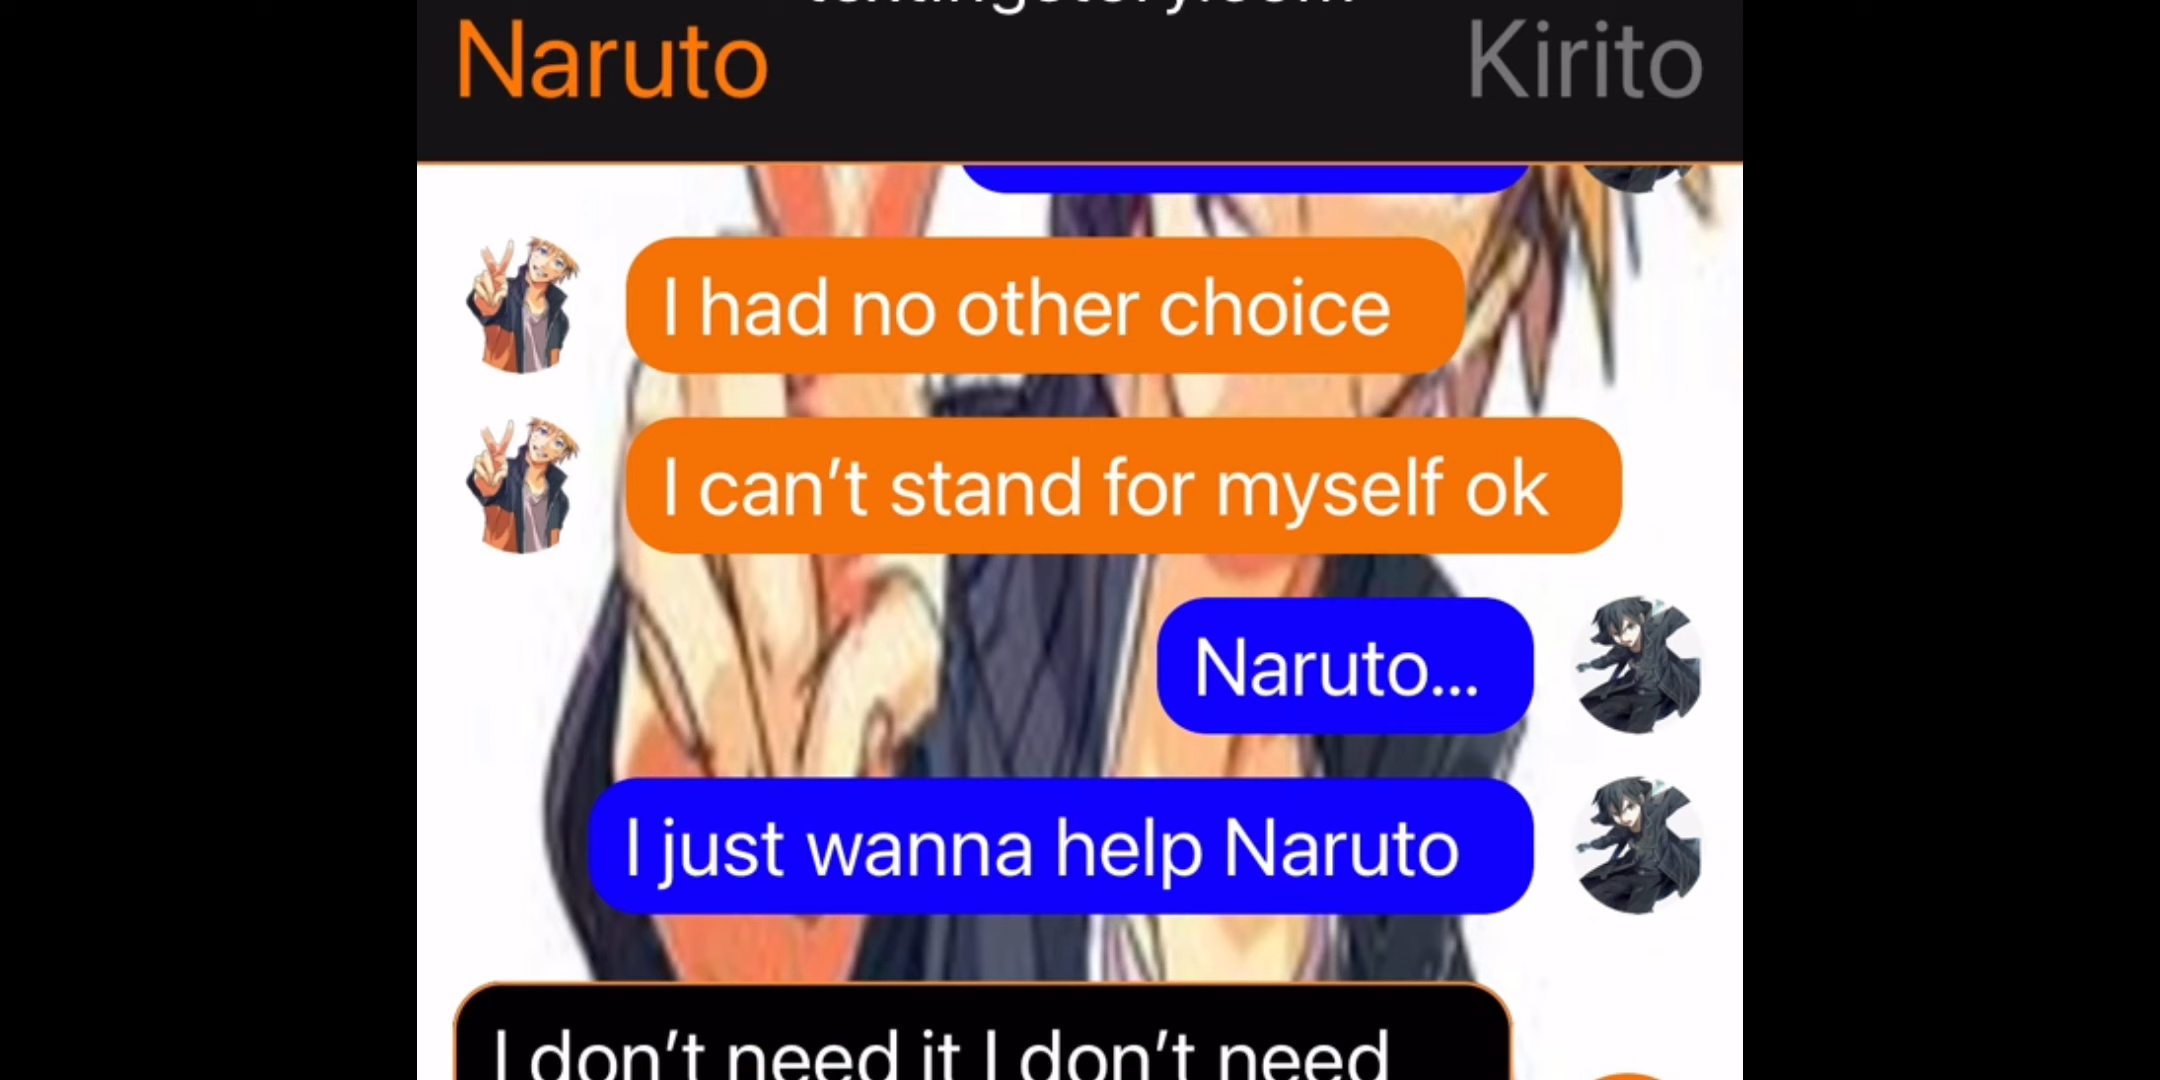 Naruto
Kirito
I had no other choice
I can’t stand for myself ok
Naruto...
I just wanna help Naruto
I don’t need it I don’t need